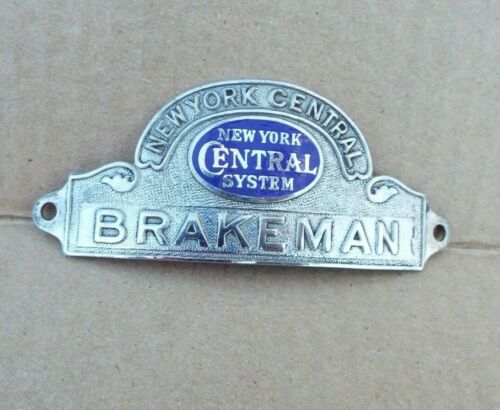 NEW YORK CENTRAL
NEW YORK
CENTRAL
SYSTEM
BRAKEMAN